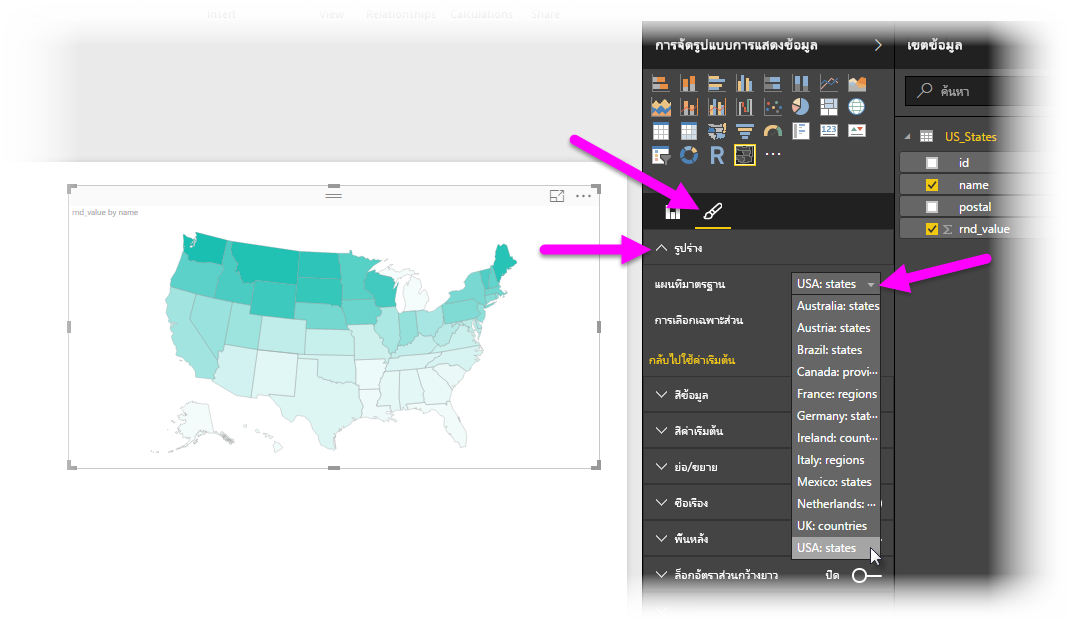 Insert View Relationships Calculations Share
การจัดรูปแบบการแสดงข้อมูล
เขตข้อมูล
ค้นหา
US_States
id
name
postal
rnd_value
rnd_value by name
123
R
รูปร่าง
แผนที่มาตรฐาน
USA: states
การเลือกเฉพาะส่วน
กลับไปใช้ค่าเริ่มต้น
สีข้อมูล
สีค่าเริ่มต้น
ย่อ/ขยาย
ชื่อเรื่อง
พื้นหลัง
ล็อกอัตราส่วนกว้างยาว
ปิด
Australia: states
Austria: states
Brazil: states
Canada: provi...
France: regions
Germany: stat...
Ireland: count...
Italy: regions
Mexico: states
Netherlands: ...
UK: countries
USA: states